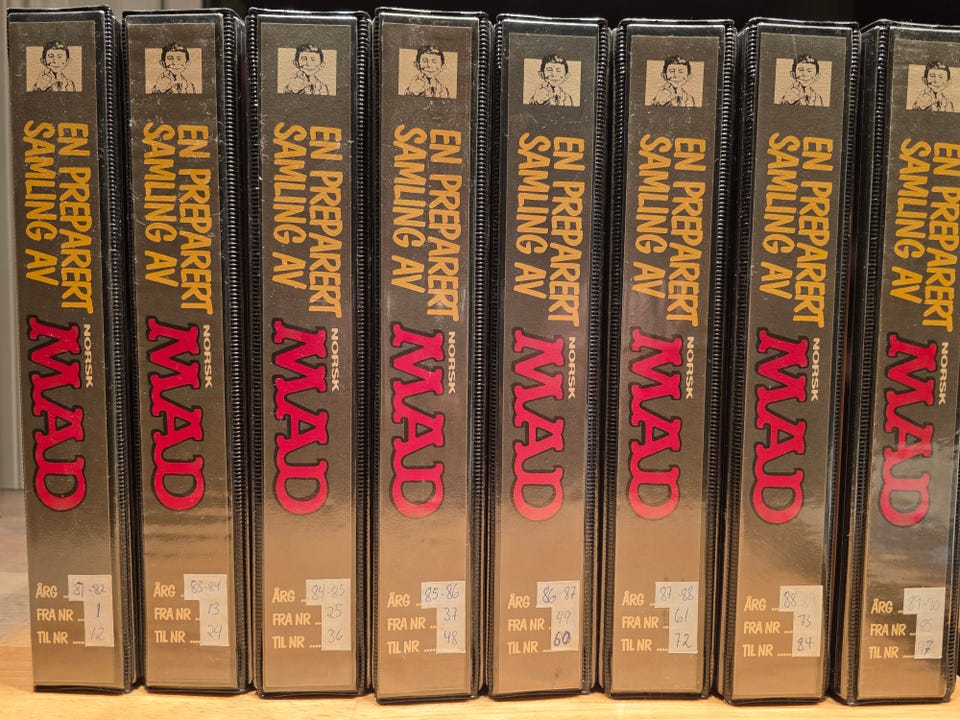 EN PREPARERT
SAMLING AV
NORSK
MAD
ÅRG .. 81-82
FRA NR .. 1
TIL NR .... 12
EN PREPARERT
SAMLING AV
NORSK
MAD
ÅRG .. 83-84
FRA NR .. 13
TIL NR .... 24
EN PREPARERT
SAMLING AV
NORSK
MAD
ÅRG .. 84-85
FRA NR .. 25
TIL NR .... 36
EN PREPARERT
SAMLING AV
NORSK
MAD
ÅRG .. 85-86
FRA NR .. 37
TIL NR ..... 48
EN PREPARERT
SAMLING AV
NORSK
MAD
ÅRG .. 86-87
FRA NR .. 49
TIL NR .... 60
EN PREPARERT
SAMLING AV
NORSK
MAD
ÅRG .. 87-88
FRA NR ... 61
TIL NR ..... 72
EN PREPARERT
SAMLING AV
NORSK
MAD
ÅRG .. 88-89
FRA NR ... 73
TIL NR ..... 84
EN PREPARERT
SAMLING AV
NORSK
MAD
ÅRG .. 89-90
FRA NR .. 85
TIL NR ....